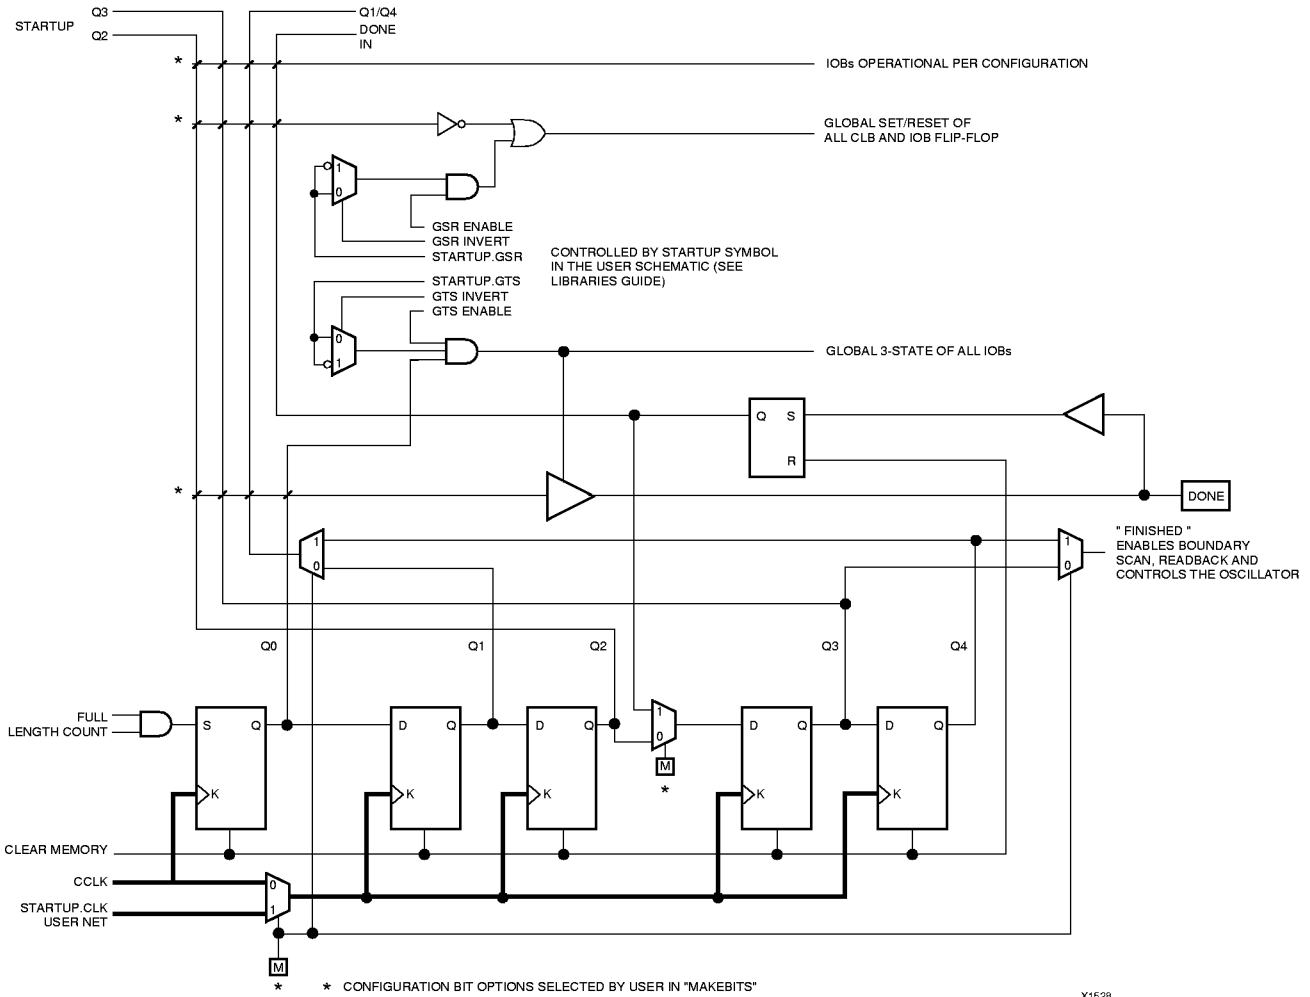 Q3
STARTUP
Q2
Q1/Q4
DONE
IN
*
IOBs OPERATIONAL PER CONFIGURATION
*
GLOBAL SET/RESET OF
ALL CLB AND IOB FLIP-FLOP
1
0
GSR ENABLE
GSR INVERT
STARTUP.GSR
CONTROLLED BY STARTUP SYMBOL
IN THE USER SCHEMATIC (SEE
LIBRARIES GUIDE)
STARTUP.GTS
GTS INVERT
GTS ENABLE
0
1
GLOBAL 3-STATE OF ALL IOBs
Q S
R
*
DONE
1
0
1
0
" FINISHED "
ENABLES BOUNDARY
SCAN, READBACK AND
CONTROLS THE OSCILLATOR
Q0
Q1
Q2
Q3
Q4
FULL
LENGTH COUNT
S Q
K
D Q
K
D Q
K
1
0
M
*
D Q
K
D Q
K
CLEAR MEMORY
CCLK
STARTUP.CLK
USER NET
0
1
M
*
* CONFIGURATION BIT OPTIONS SELECTED BY USER IN "MAKEBITS"
X1528